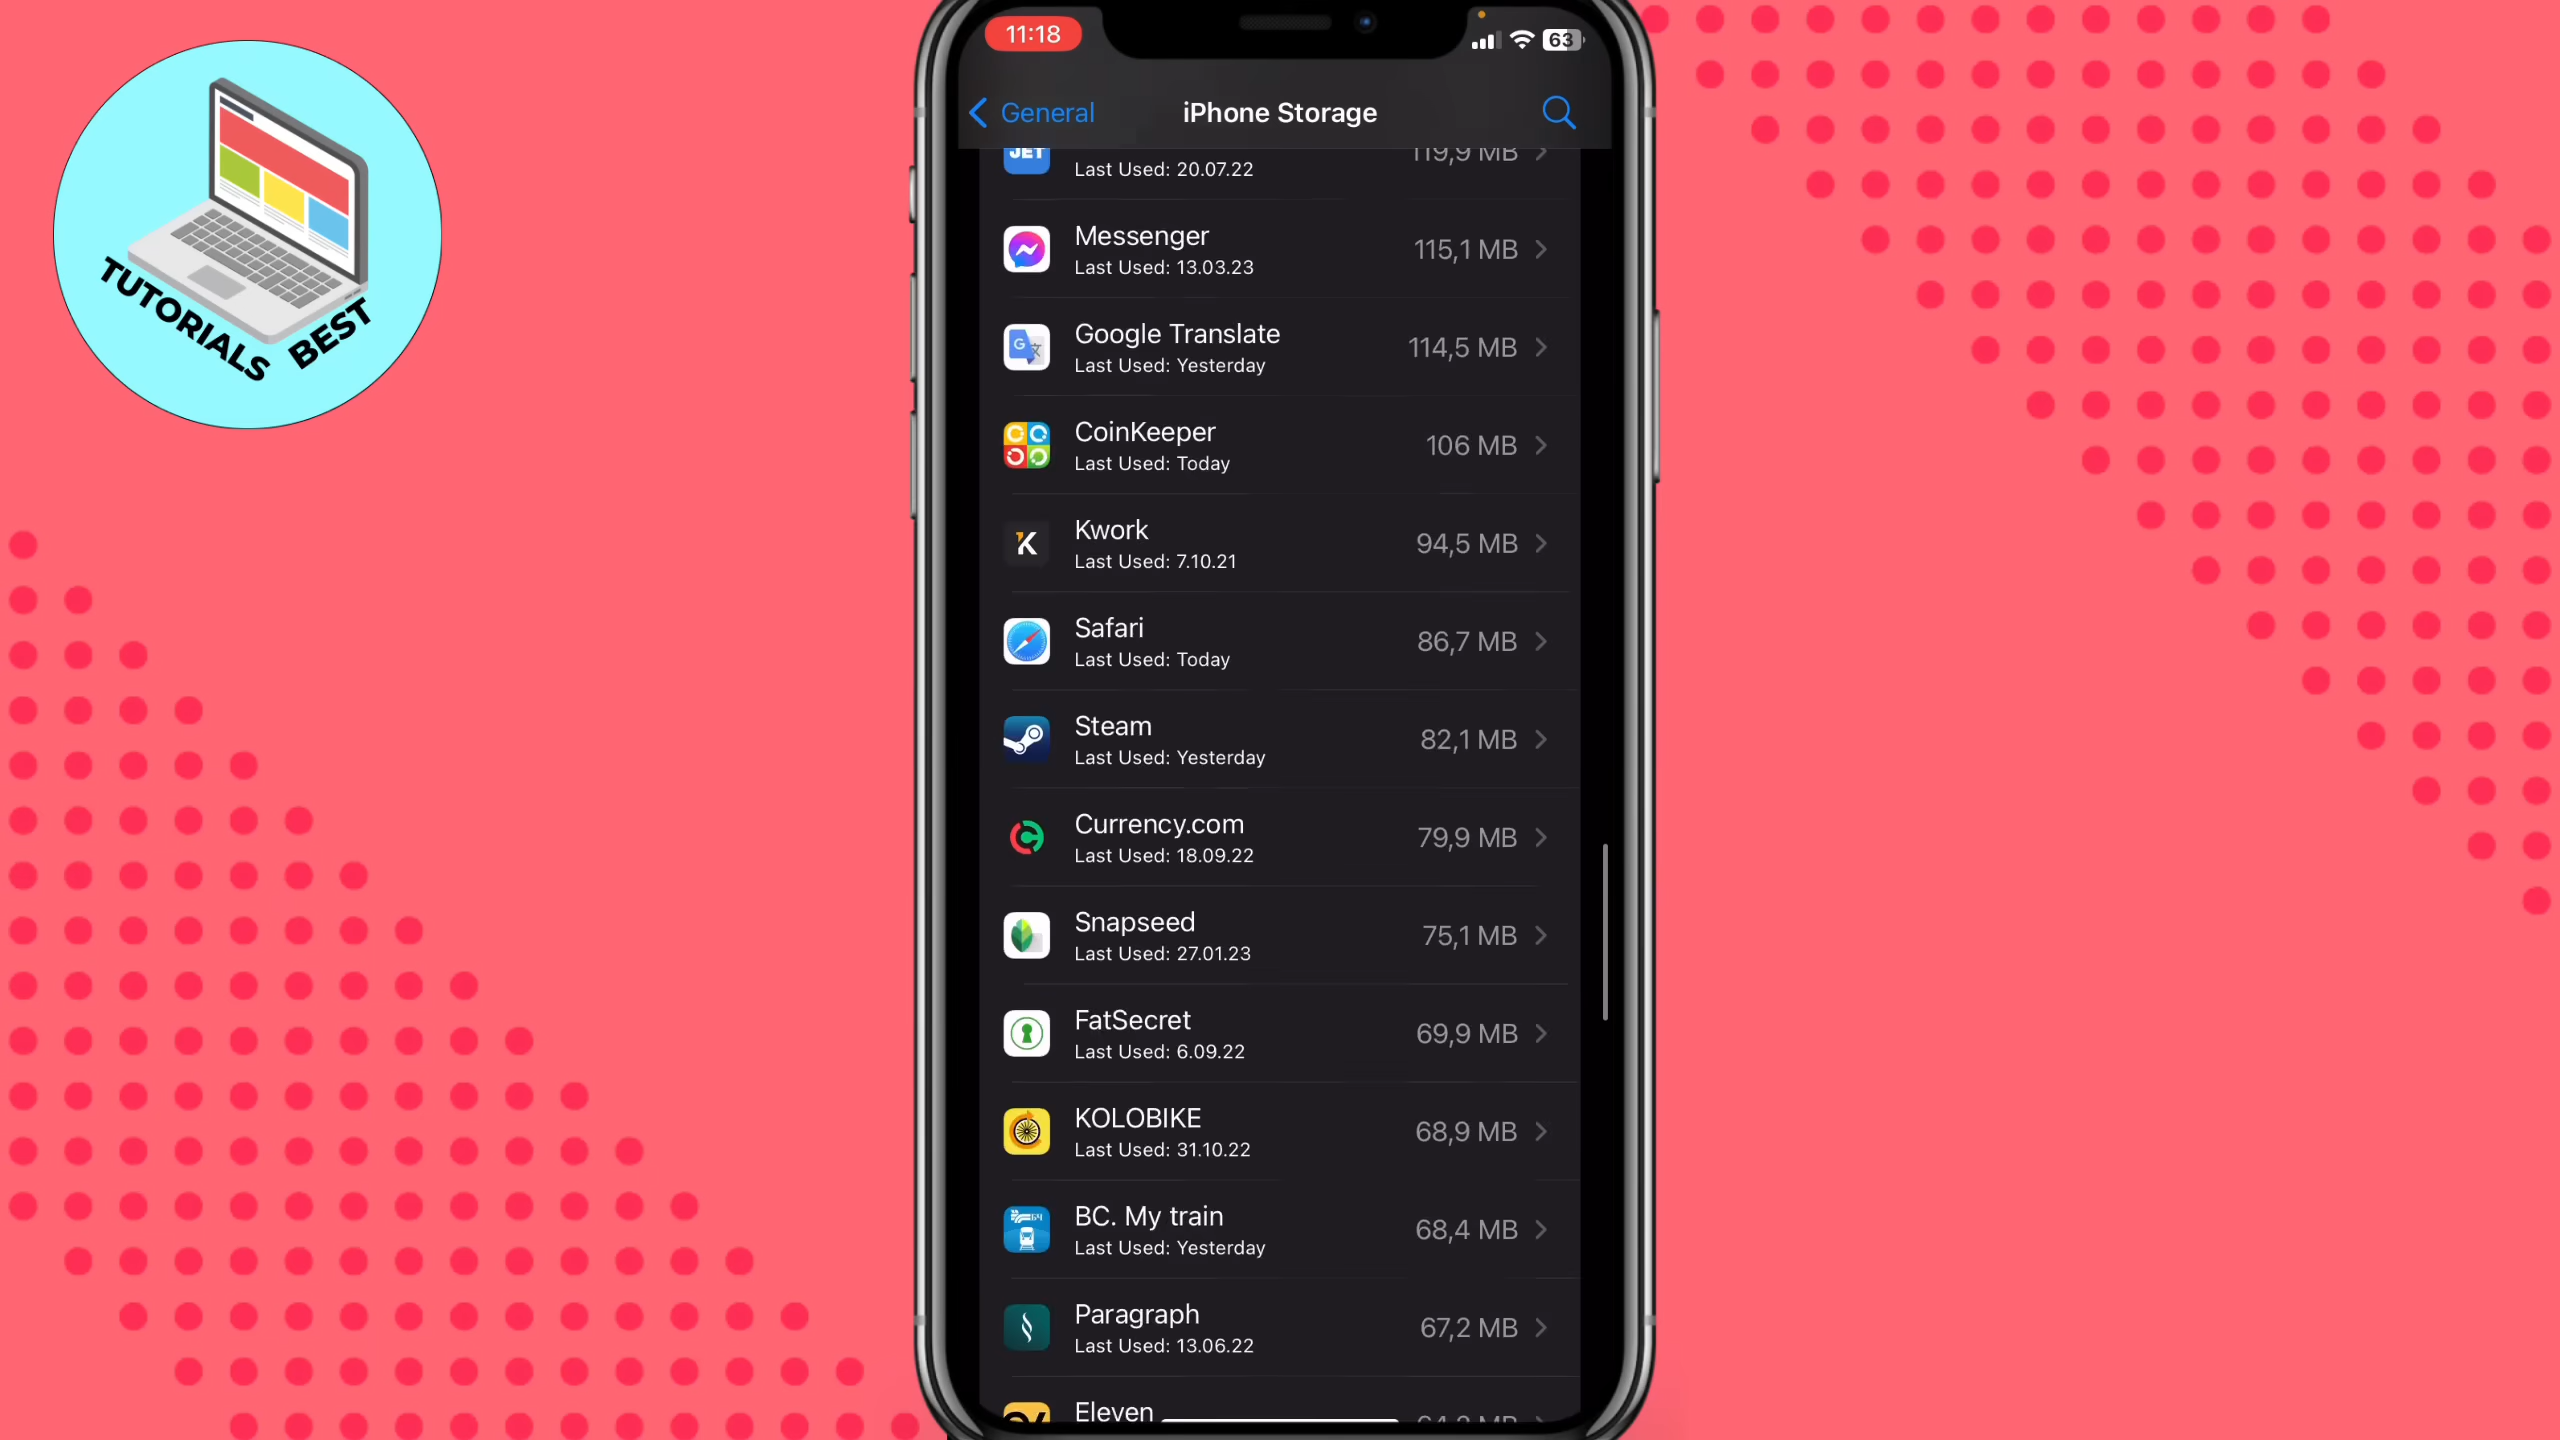 TUTORIALS BEST
11:18
63
General
iPhone Storage
JET
119,9 MB
Last Used: 20.07.22
Messenger
115,1 MB
Last Used: 13.03.23
Google Translate
114,5 MB
Last Used: Yesterday
CoinKeeper
106 MB
Last Used: Today
Kwork
94,5 MB
Last Used: 7.10.21
Safari
86,7 MB
Last Used: Today
Steam
82,1 MB
Last Used: Yesterday
Currency.com
79,9 MB
Last Used: 18.09.22
Snapseed
75,1 MB
Last Used: 27.01.23
FatSecret
69,9 MB
Last Used: 6.09.22
KOLOBIKE
68,9 MB
Last Used: 31.10.22
BC. My train
68,4 MB
Last Used: Yesterday
Paragraph
67,2 MB
Last Used: 13.06.22
Eleven